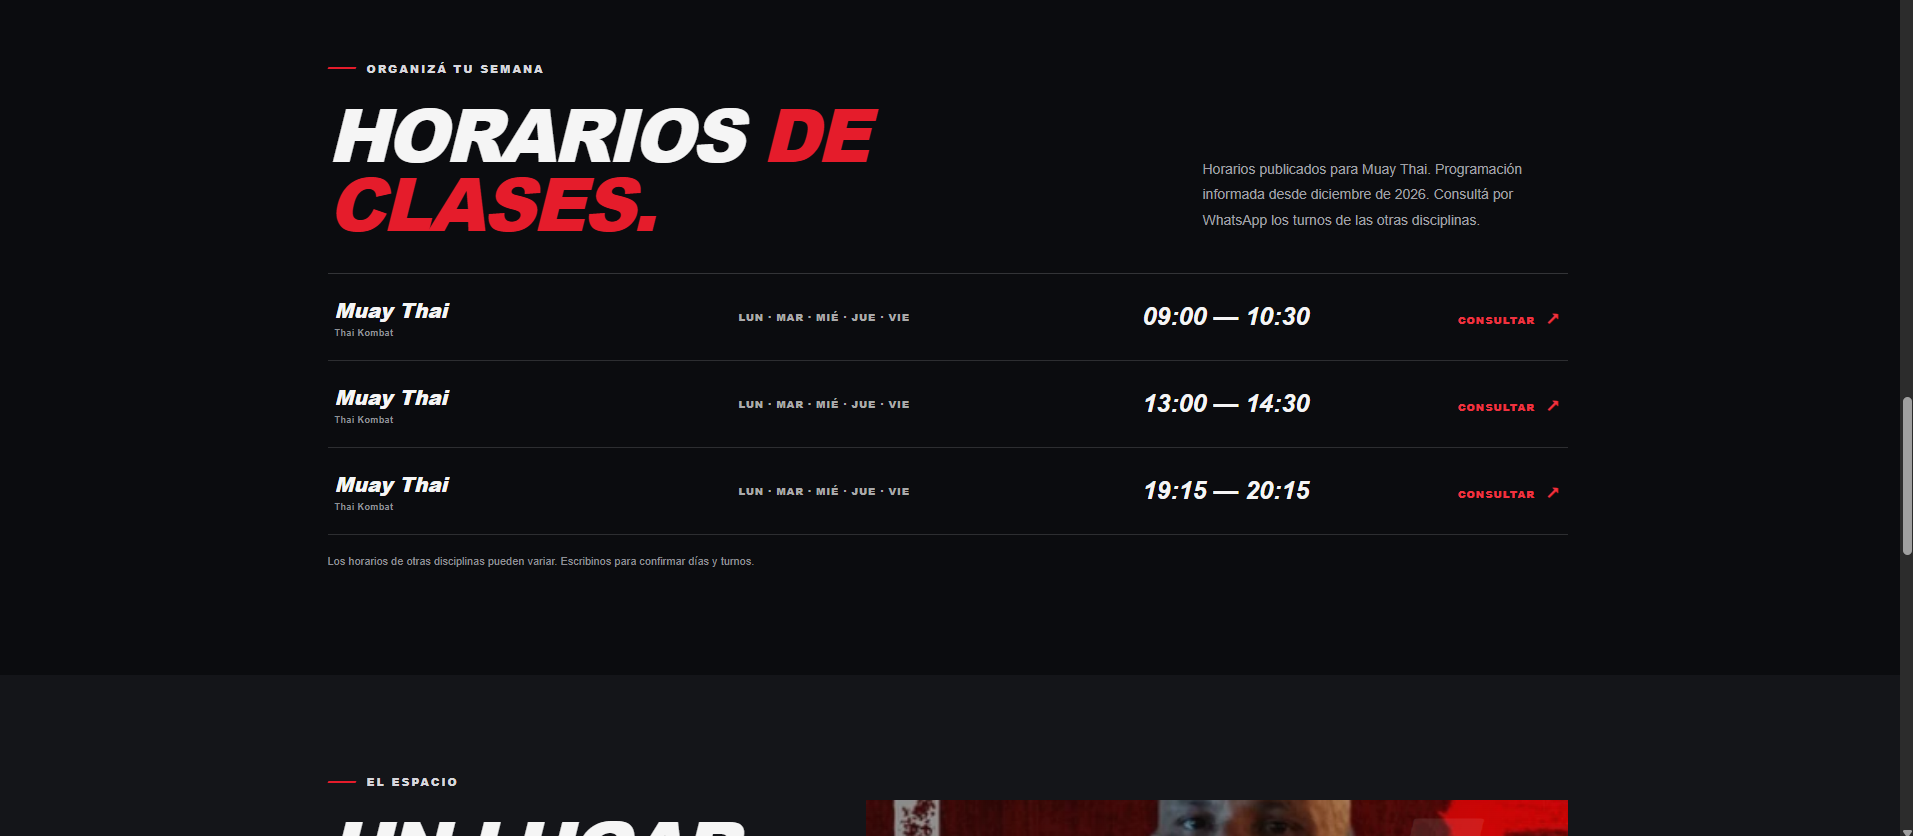 ORGANIZÁ TU SEMANA
HORARIOS DE
CLASES.
Horarios publicados para Muay Thai. Programación
informada desde diciembre de 2026. Consultá por
WhatsApp los turnos de las otras disciplinas.
Muay Thai
Thai Kombat
LUN · MAR · MIÉ · JUE · VIE
09:00 — 10:30
CONSULTAR ↗
Muay Thai
Thai Kombat
LUN · MAR · MIÉ · JUE · VIE
13:00 — 14:30
CONSULTAR ↗
Muay Thai
Thai Kombat
LUN · MAR · MIÉ · JUE · VIE
19:15 — 20:15
CONSULTAR ↗
Los horarios de otras disciplinas pueden variar. Escribinos para confirmar días y turnos.
EL ESPACIO
UN LUGAR